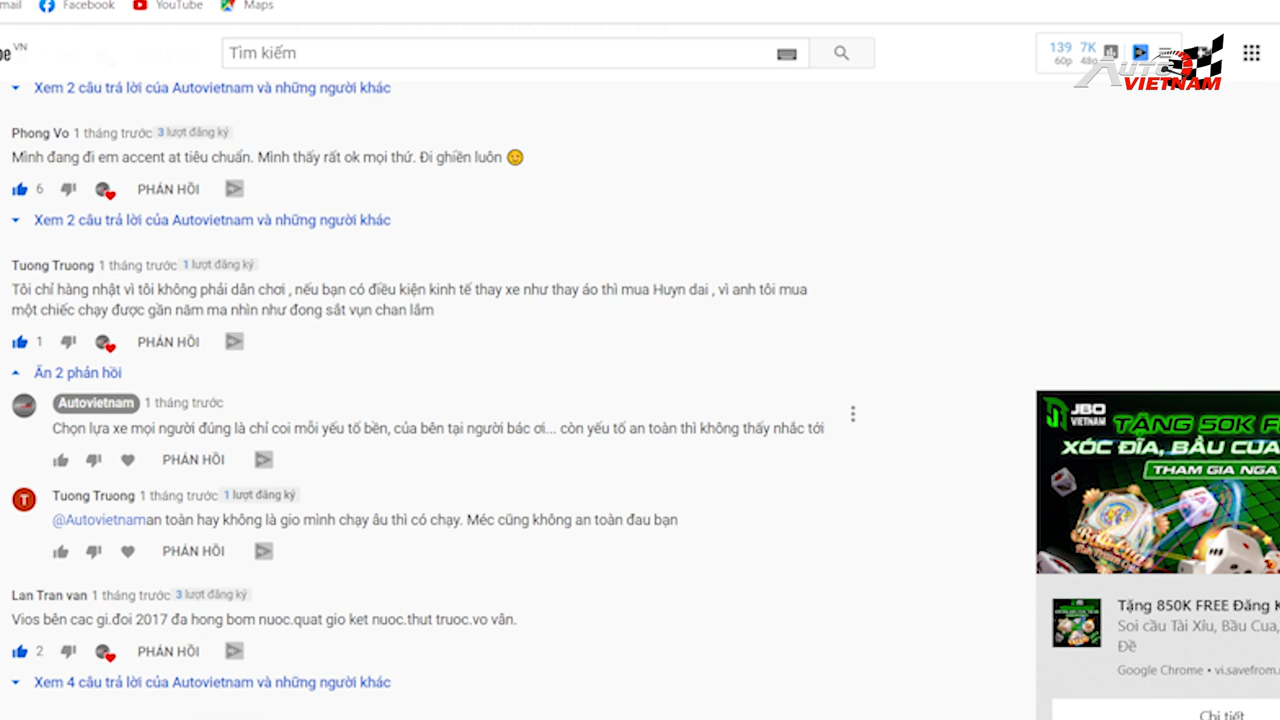 mail Facebook YouTube Maps
be VN
Tìm kiếm
139 7K
60p 48g
AUTO
VIETNAM
Xem 2 câu trả lời của Autovietnam và những người khác
Phong Vo 1 tháng trước 3 lượt đăng ký
Mình đang đi em accent at tiêu chuẩn. Mình thấy rất ok mọi thứ. Đi ghiền luôn
6 PHẢN HỒI
Xem 2 câu trả lời của Autovietnam và những người khác
Tuong Truong 1 tháng trước 1 lượt đăng ký
Tôi chỉ hàng nhật vì tôi không phải dân chơi , nếu bạn có điều kiện kinh tế thay xe như thay áo thì mua Huyn dai , vì anh tôi mua
một chiếc chạy được gần năm ma nhìn như đong sắt vụn chan lắm
1 PHẢN HỒI
Ẩn 2 phản hồi
Autovietnam 1 tháng trước
Chọn lựa xe mọi người đúng là chỉ coi mỗi yếu tố bền, của bên tại người bác ơi... còn yếu tố an toàn thì không thấy nhắc tới
PHẢN HỒI
T Tuong Truong 1 tháng trước 1 lượt đăng ký
@Autovietnaman toàn hay không là gio mình chạy âu thì có chạy. Méc cũng không an toàn đau bạn
PHẢN HỒI
Lan Tran van 1 tháng trước 3 lượt đăng ký
Vios bên cac gi.đoi 2017 đa hong bom nuoc.quat gio ket nuoc.thut truoc.vo vân.
2 PHẢN HỒI
Xem 4 câu trả lời của Autovietnam và những người khác
JBO
VIETNAM
TẶNG 50K F
XÓC ĐĨA, BẦU CUA
THAM GIA NGA
Tặng 850K FREE Đăng K
Soi cầu Tài Xỉu, Bầu Cua,
Đề
Google Chrome • vi.savefrom.
Chi tiết